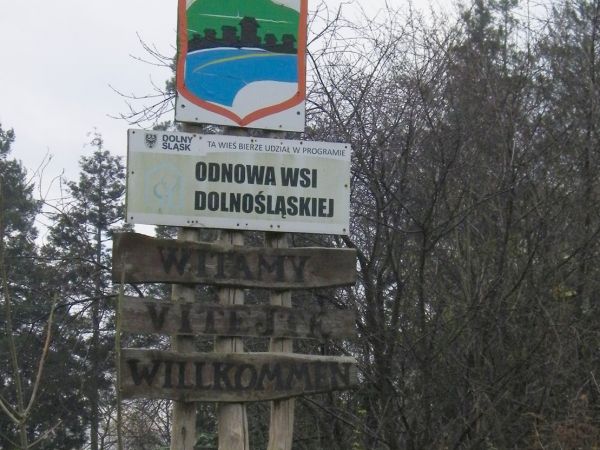 DOLNY
ŚLĄSK
TA WIEŚ BIERZE UDZIAŁ W PROGRAMIE
ODNOWA WSI
DOLNOŚLĄSKIEJ
WITAMY
VITEJTE
WILLKOMMEN